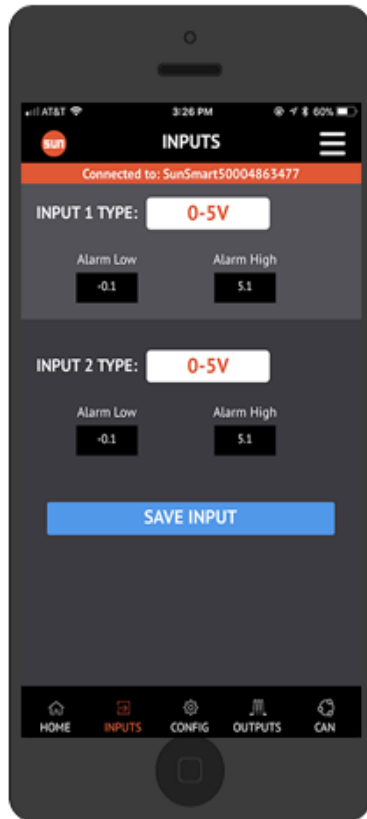 AT&T 3:26 PM 60%
sun INPUTS
Connected to: SunSmart50004863477
INPUT 1 TYPE: 0-5V
Alarm Low Alarm High
-0.1 5.1
INPUT 2 TYPE: 0-5V
Alarm Low Alarm High
-0.1 5.1
SAVE INPUT
HOME INPUTS CONFIG OUTPUTS CAN